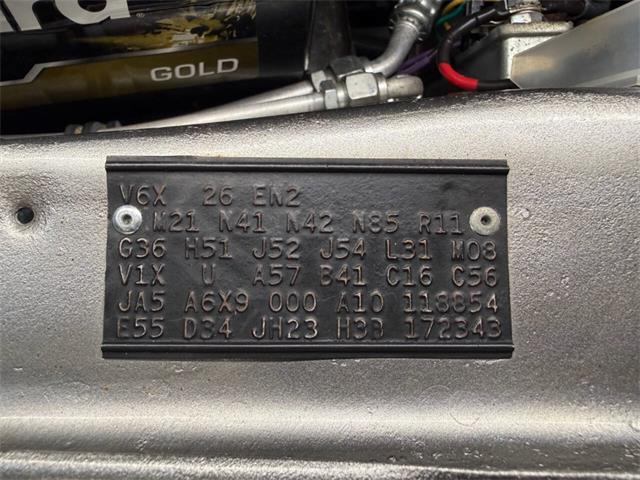 GOLD
V6X 26 EN2
M21 N41 N42 N85 R11
G36 H51 J52 J54 L31 M08
V1X U A57 B41 C16 C56
JA5 A6X9 000 A10 118854
E55 D34 JH23 H3B 172343